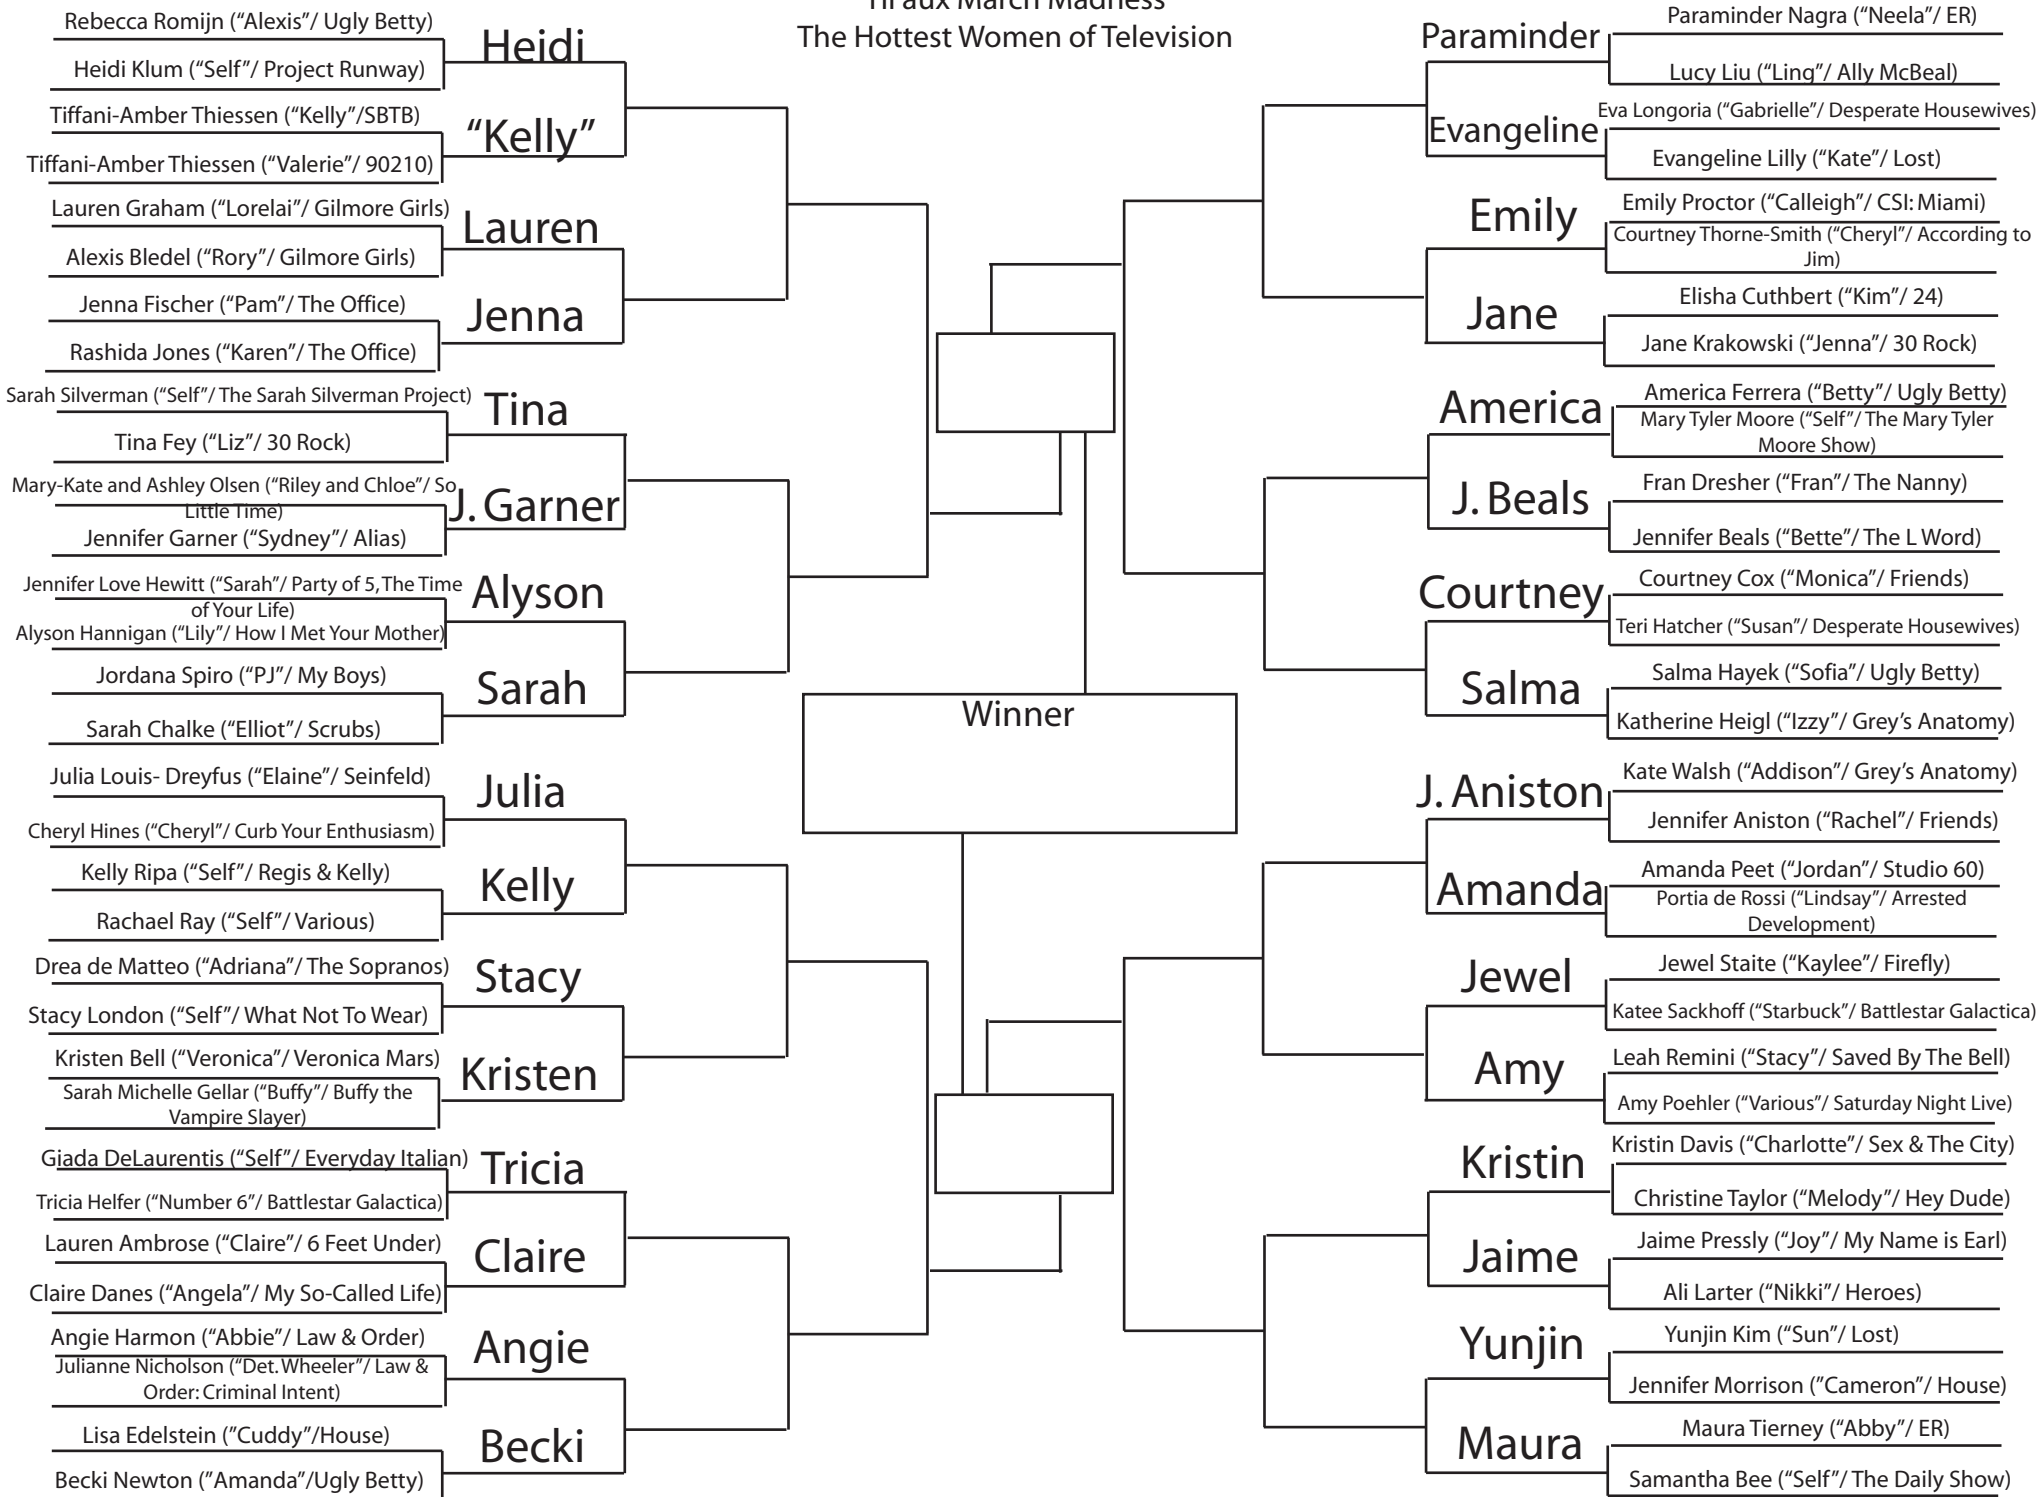 March Madness
The Hottest Women of Television
Rebecca Romijn (“Alexis”/ Ugly Betty)
Heidi Klum (“Self”/ Project Runway)
Tiffani-Amber Thiessen (“Kelly”/SBTB)
Tiffani-Amber Thiessen (“Valerie”/ 90210)
Lauren Graham (“Lorelai”/ Gilmore Girls)
Alexis Bledel (“Rory”/ Gilmore Girls)
Jenna Fischer (“Pam”/ The Office)
Rashida Jones (“Karen”/ The Office)
Sarah Silverman (“Self”/ The Sarah Silverman Project)
Tina Fey (“Liz”/ 30 Rock)
Mary-Kate and Ashley Olsen (“Riley and Chloe”/ So
Little Time)
Jennifer Garner (“Sydney”/ Alias)
Jennifer Love Hewitt (“Sarah”/ Party of 5, The Time
of Your Life)
Alyson Hannigan (“Lily”/ How I Met Your Mother)
Jordana Spiro (“PJ”/ My Boys)
Sarah Chalke (“Elliot”/ Scrubs)
Julia Louis- Dreyfus (“Elaine”/ Seinfeld)
Cheryl Hines (“Cheryl”/ Curb Your Enthusiasm)
Kelly Ripa (“Self”/ Regis & Kelly)
Rachael Ray (“Self”/ Various)
Drea de Matteo (“Adriana”/ The Sopranos)
Stacy London (“Self”/ What Not To Wear)
Kristen Bell (“Veronica”/ Veronica Mars)
Sarah Michelle Gellar (“Buffy”/ Buffy the
Vampire Slayer)
Giada DeLaurentis (“Self”/ Everyday Italian)
Tricia Helfer (“Number 6”/ Battlestar Galactica)
Lauren Ambrose (“Claire”/ 6 Feet Under)
Claire Danes (“Angela”/ My So-Called Life)
Angie Harmon (“Abbie”/ Law & Order)
Julianne Nicholson (“Det. Wheeler”/ Law &
Order: Criminal Intent)
Lisa Edelstein (”Cuddy”/House)
Becki Newton (”Amanda”/Ugly Betty)
Heidi
“Kelly”
Lauren
Jenna
Tina
J. Garner
Alyson
Sarah
Julia
Kelly
Stacy
Kristen
Tricia
Claire
Angie
Becki
Winner
Paraminder
Evangeline
Emily
Jane
America
J. Beals
Courtney
Salma
J. Aniston
Amanda
Jewel
Amy
Kristin
Jaime
Yunjin
Maura
Paraminder Nagra (“Neela”/ ER)
Lucy Liu (“Ling”/ Ally McBeal)
Eva Longoria (“Gabrielle”/ Desperate Housewives)
Evangeline Lilly (“Kate”/ Lost)
Emily Proctor (“Calleigh”/ CSI: Miami)
Courtney Thorne-Smith (“Cheryl”/ According to
Jim)
Elisha Cuthbert (“Kim”/ 24)
Jane Krakowski (“Jenna”/ 30 Rock)
America Ferrera (“Betty”/ Ugly Betty)
Mary Tyler Moore (“Self”/ The Mary Tyler
Moore Show)
Fran Dresher (“Fran”/ The Nanny)
Jennifer Beals (“Bette”/ The L Word)
Courtney Cox (“Monica”/ Friends)
Teri Hatcher (“Susan”/ Desperate Housewives)
Salma Hayek (“Sofia”/ Ugly Betty)
Katherine Heigl (“Izzy”/ Grey’s Anatomy)
Kate Walsh (“Addison”/ Grey’s Anatomy)
Jennifer Aniston (“Rachel”/ Friends)
Amanda Peet (“Jordan”/ Studio 60)
Portia de Rossi (“Lindsay”/ Arrested
Development)
Jewel Staite (“Kaylee”/ Firefly)
Katee Sackhoff (“Starbuck”/ Battlestar Galactica)
Leah Remini (“Stacy”/ Saved By The Bell)
Amy Poehler (“Various”/ Saturday Night Live)
Kristin Davis (“Charlotte”/ Sex & The City)
Christine Taylor (“Melody”/ Hey Dude)
Jaime Pressly (“Joy”/ My Name is Earl)
Ali Larter (“Nikki”/ Heroes)
Yunjin Kim (“Sun”/ Lost)
Jennifer Morrison (”Cameron”/ House)
Maura Tierney (“Abby”/ ER)
Samantha Bee (“Self”/ The Daily Show)